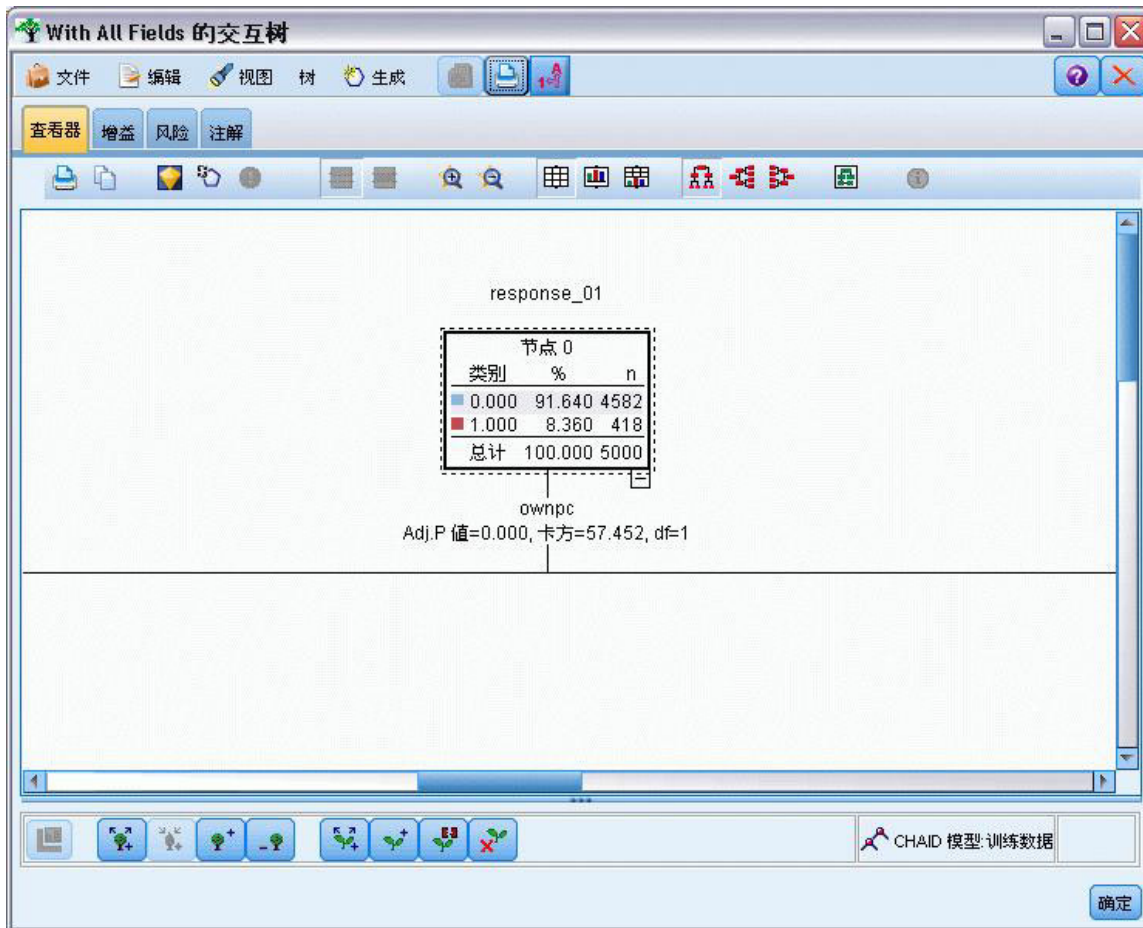 With All Fields 的交互树
文件 编辑 视图 树 生成
查看器 增益 风险 注解
response_01
节点 0
类别 % n
0.000 91.640 4582
1.000 8.360 418
总计 100.000 5000
ownpc
Adj.P 值=0.000, 卡方=57.452, df=1
CHAID 模型:训练数据
确定